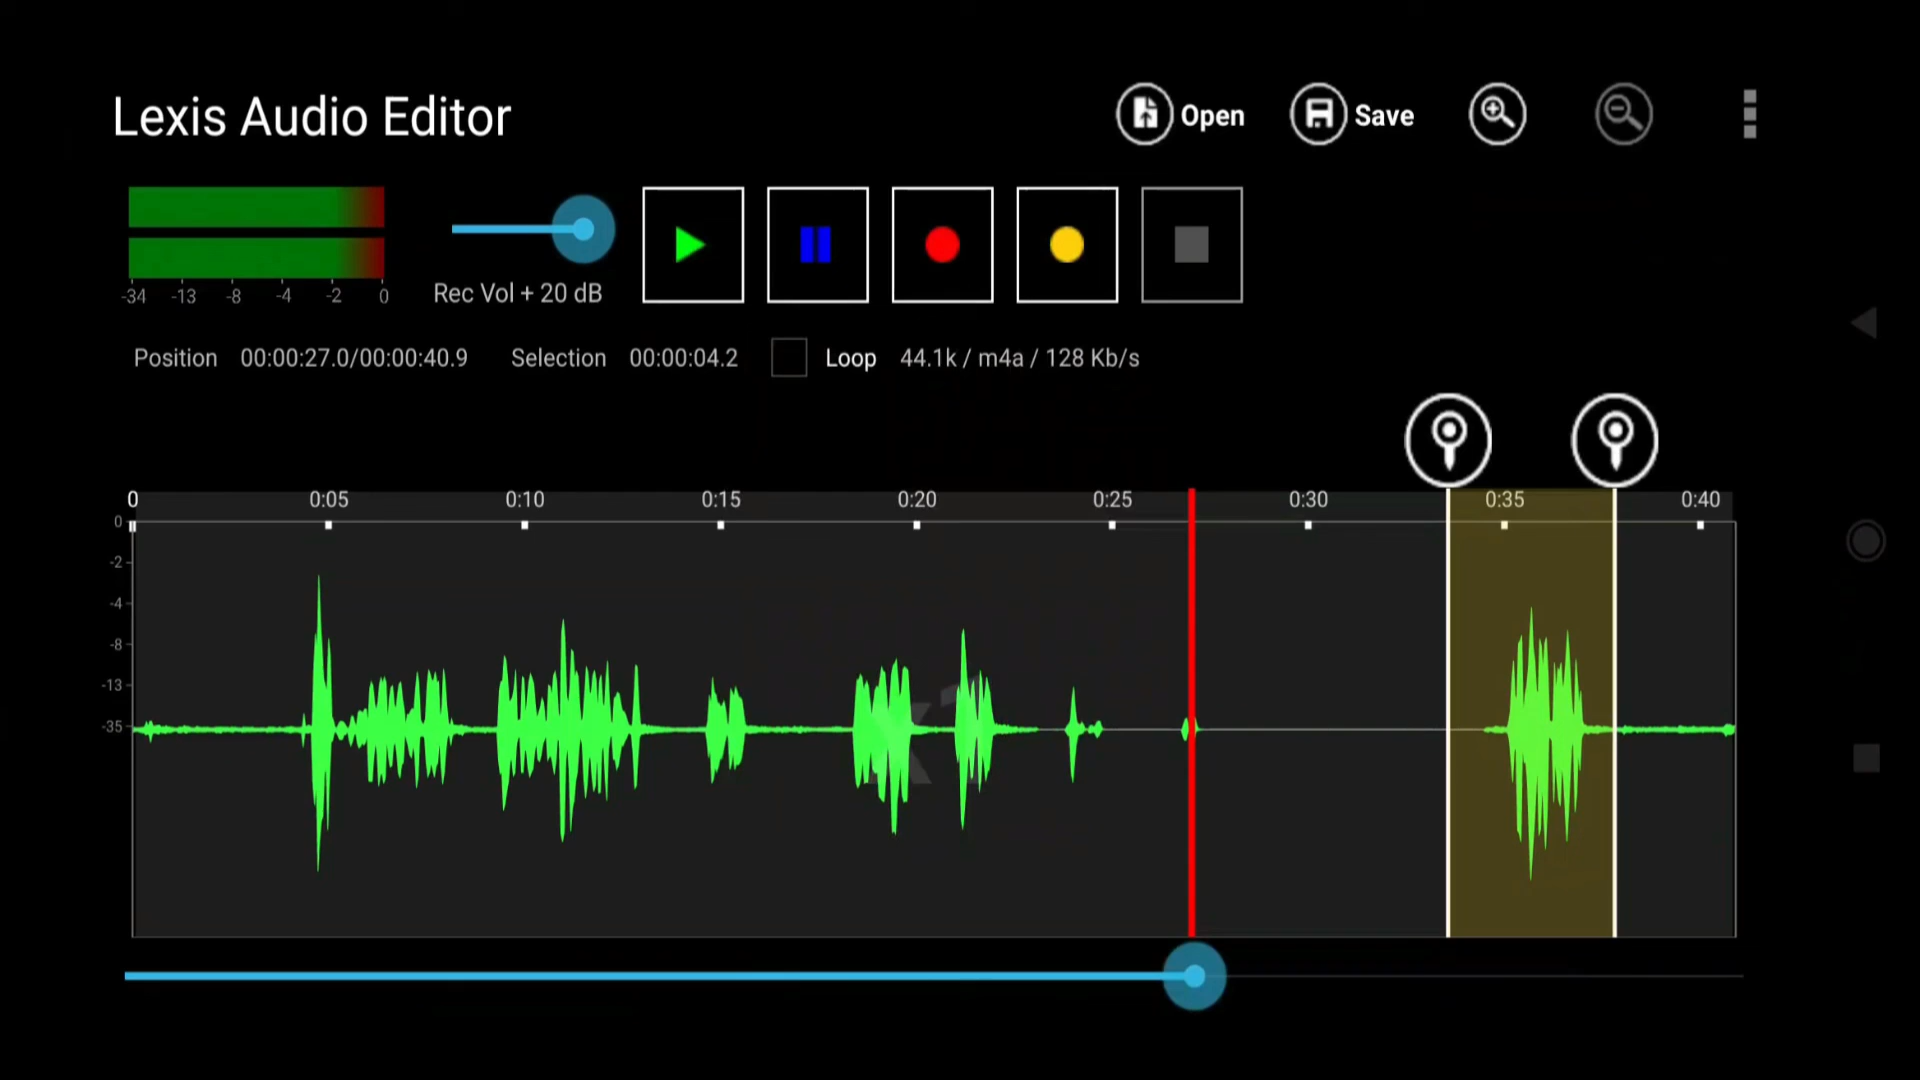 Lexis Audio Editor
Open
Save
-34 -13 -8 -4 -2 0
Rec Vol + 20 dB
Position 00:00:27.0/00:00:40.9 Selection 00:00:04.2 Loop 44.1k / m4a / 128 Kb/s
0 0:05 0:10 0:15 0:20 0:25 0:30 0:35 0:40
0
-2
-4
-8
-13
-35